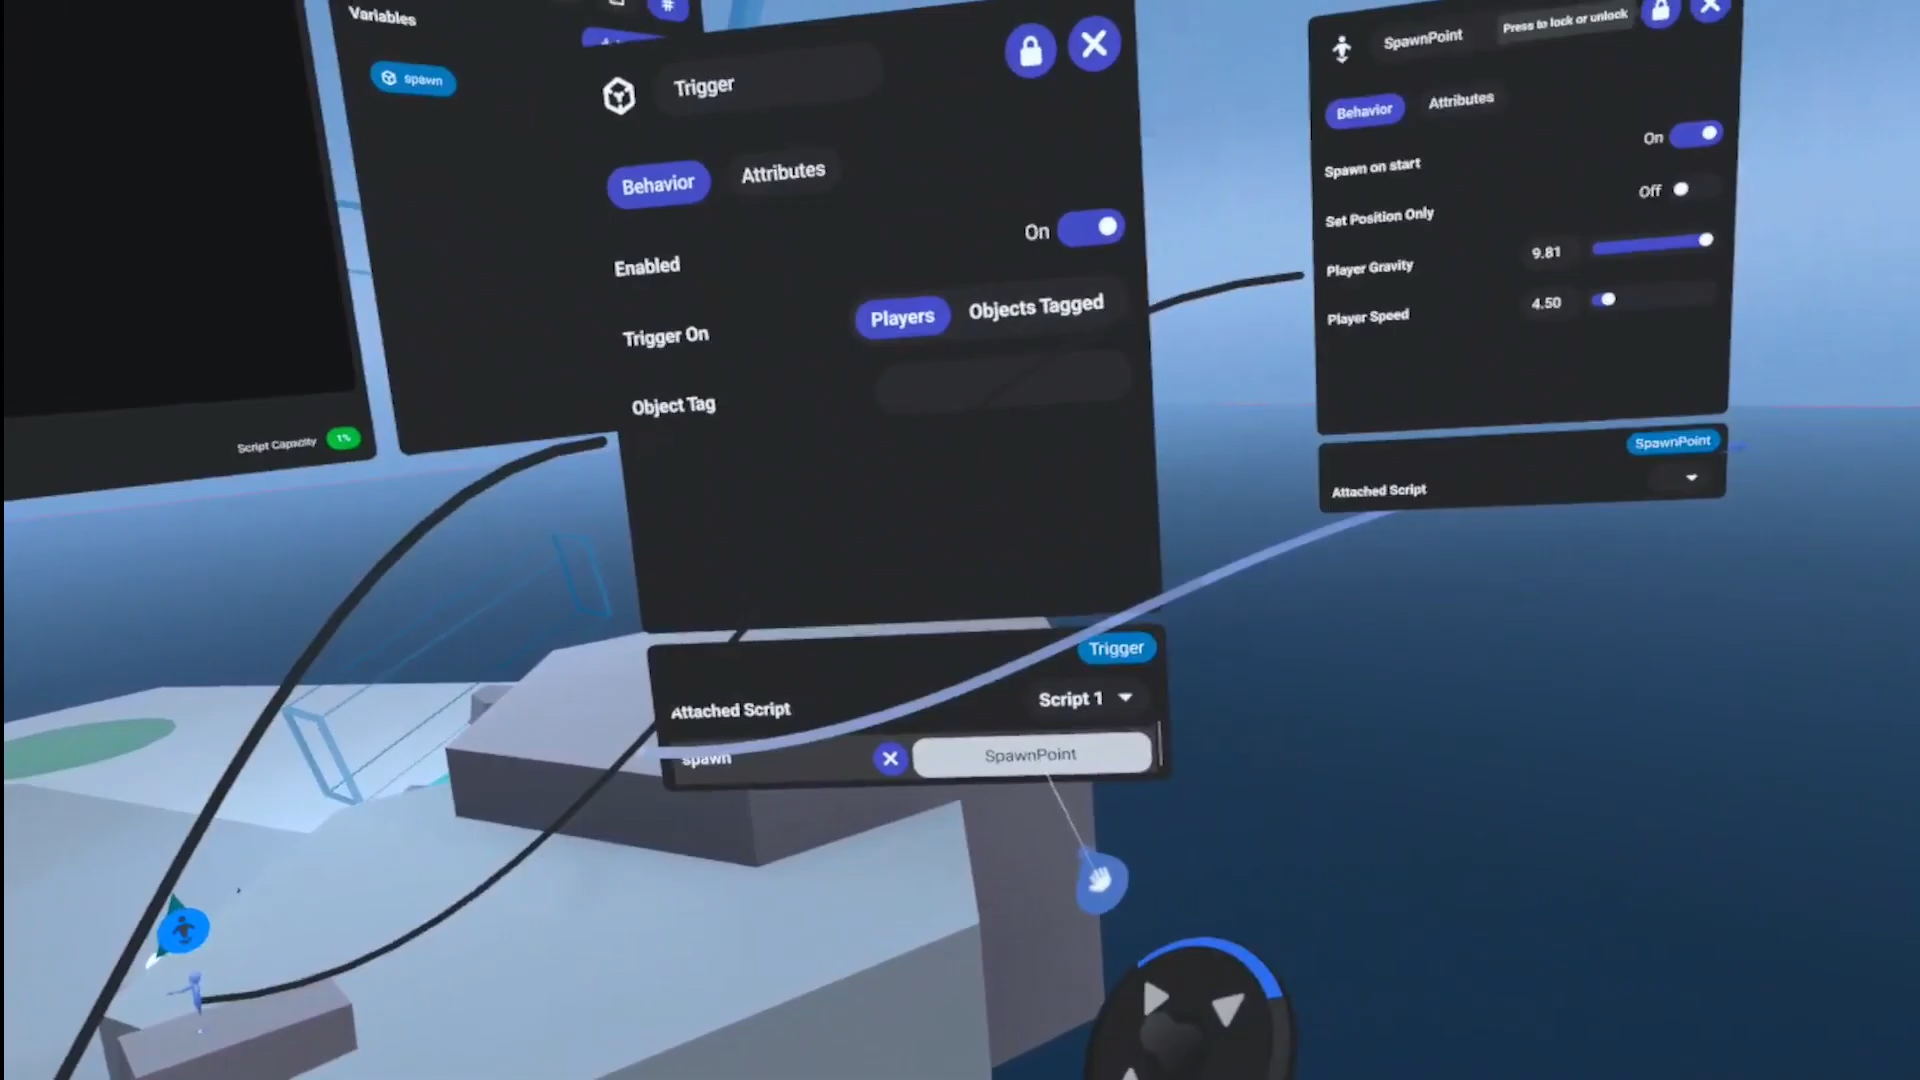 Variables
spawn
Script Capacity 1%
Trigger
Behavior Attributes
On
Enabled
Trigger On Players Objects Tagged
Object Tag
Trigger
Attached Script Script 1
spawn SpawnPoint
SpawnPoint Press to lock or unlock
Behavior Attributes
On
Spawn on start
Off
Set Position Only
Player Gravity 9.81
Player Speed 4.50
SpawnPoint
Attached Script